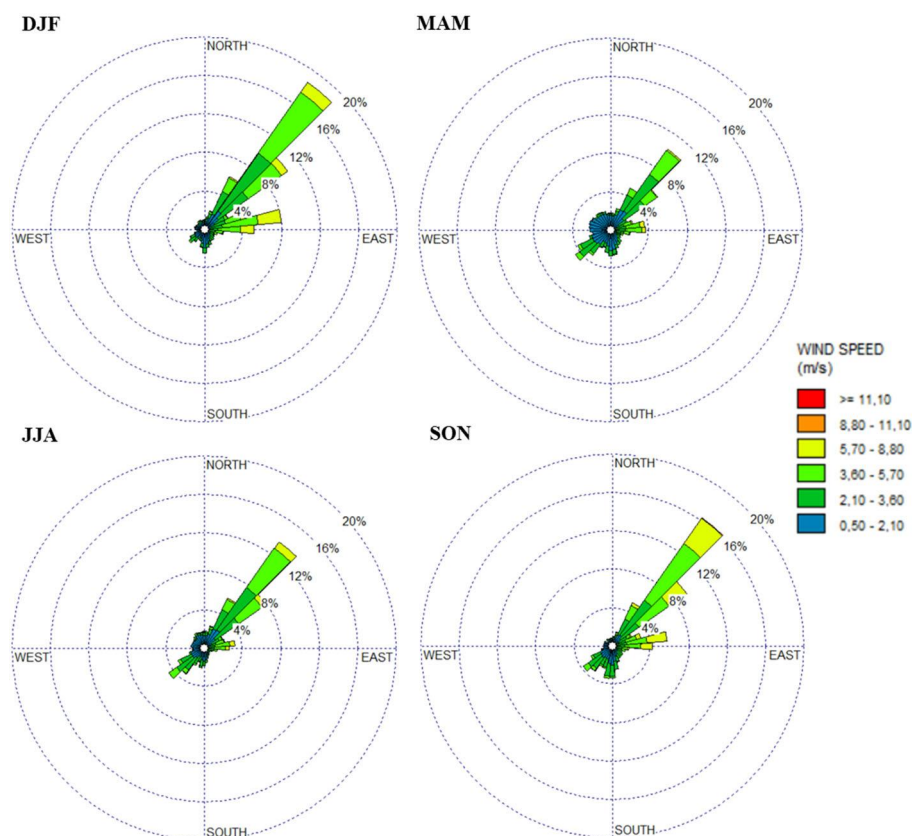 DJF
NORTH
20%
16%
12%
8%
4%
WEST
EAST
SOUTH
MAM
NORTH
20%
16%
12%
8%
4%
WEST
EAST
SOUTH
WIND SPEED
(m/s)
>= 11,10
8,80 - 11,10
5,70 - 8,80
3,60 - 5,70
2,10 - 3,60
0,50 - 2,10
JJA
NORTH
20%
16%
12%
8%
4%
WEST
EAST
SOUTH
SON
NORTH
20%
16%
12%
8%
4%
WEST
EAST
SOUTH